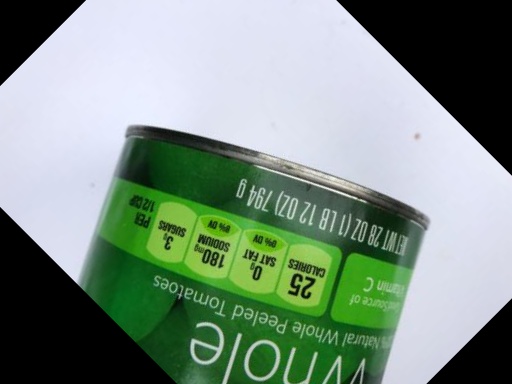 Whole
Natural Whole Peeled Tomatoes
Source of
Vitamin C
25
CALORIES
0g
SAT FAT
0% DV
180mg
SODIUM
8% DV
3g
SUGARS
PER
1/2 CUP
NET WT 28 OZ (1 LB 12 OZ) 794 g